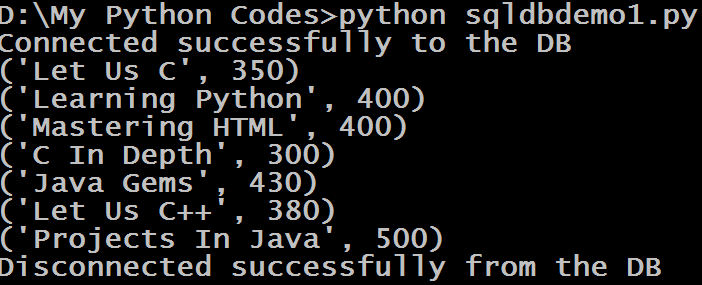 D:\My Python Codes>python sqldbdemo1.py
Connected successfully to the DB
('Let Us C', 350)
('Learning Python', 400)
('Mastering HTML', 400)
('C In Depth', 300)
('Java Gems', 430)
('Let Us C++', 380)
('Projects In Java', 500)
Disconnected successfully from the DB